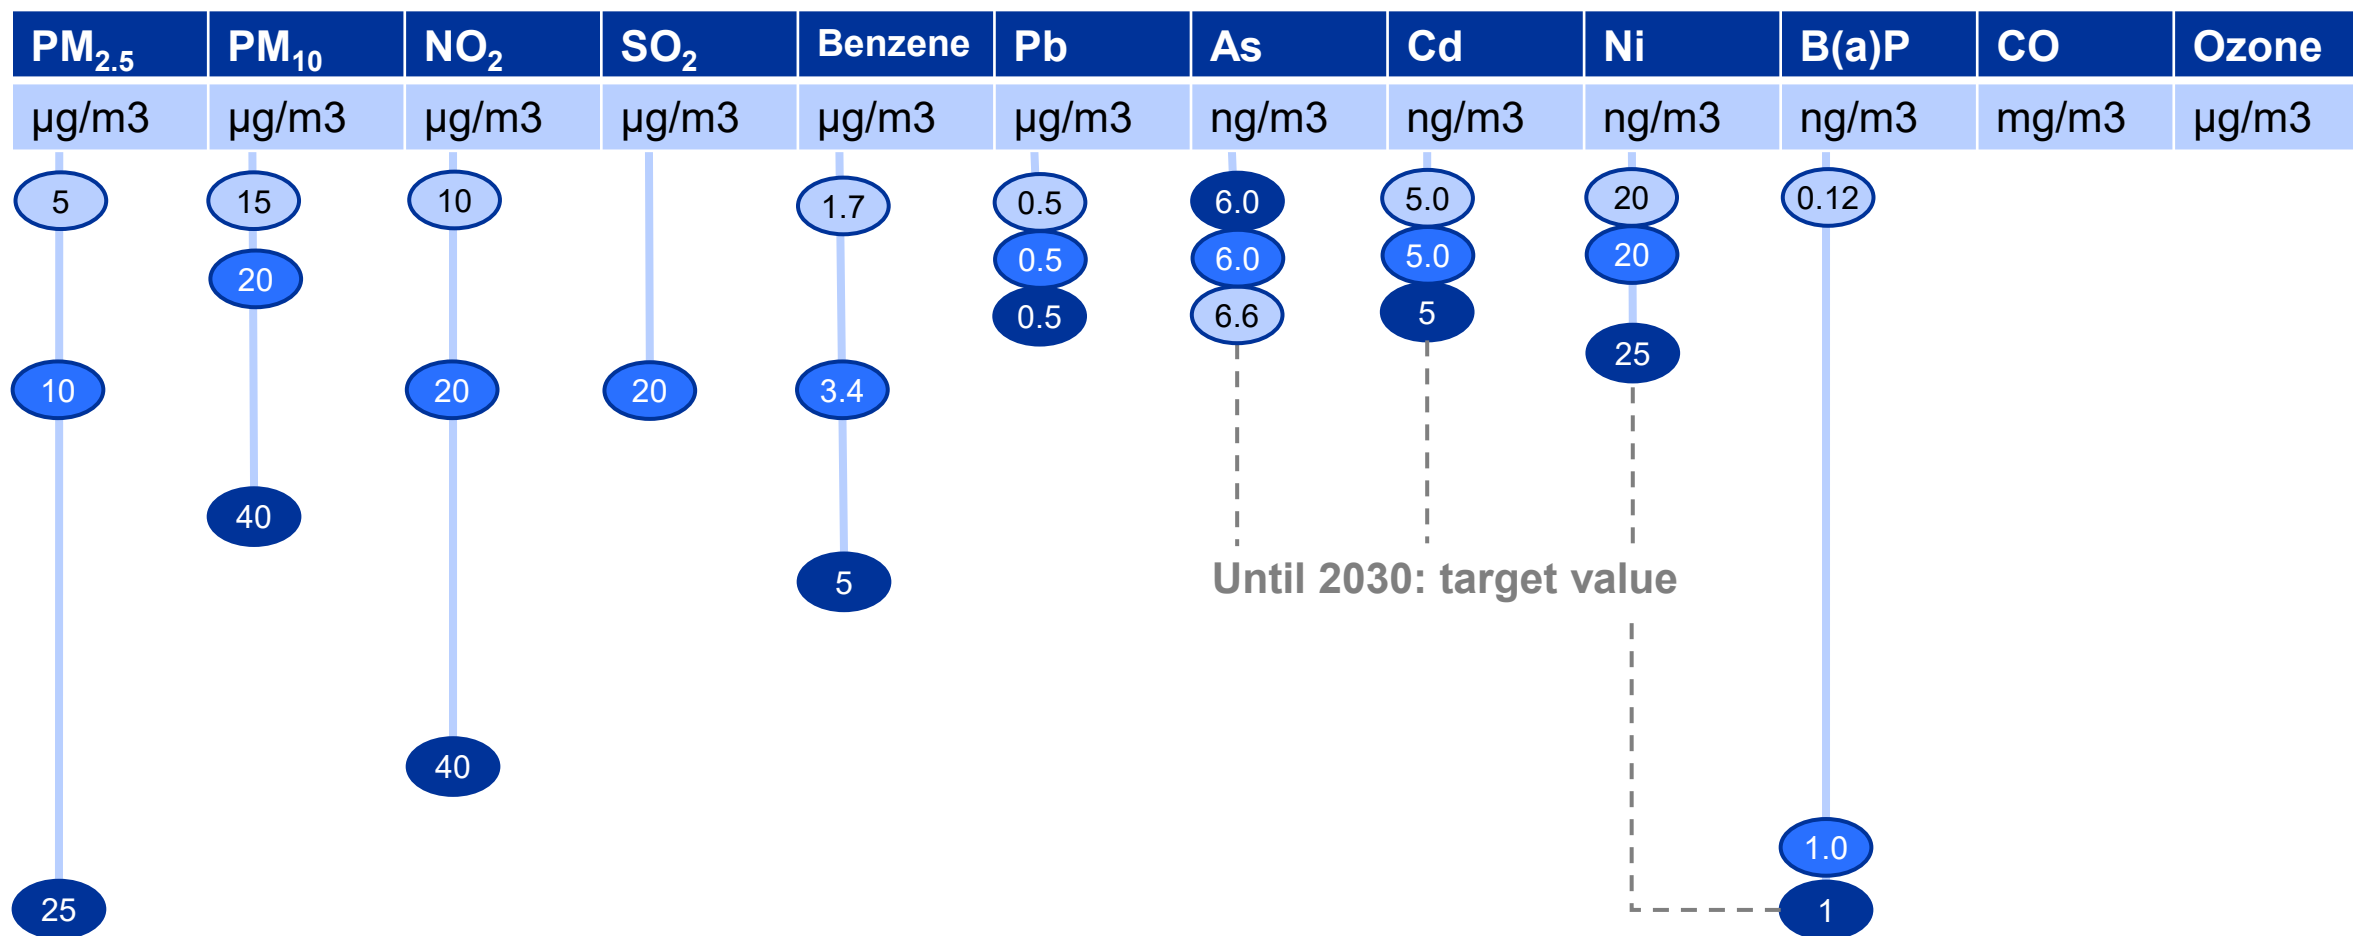 PM2.5 PM10 NO2 SO2 Benzene Pb As Cd Ni B(a)P CO Ozone
µg/m3 µg/m3 µg/m3 µg/m3 µg/m3 µg/m3 ng/m3 ng/m3 ng/m3 ng/m3 mg/m3 µg/m3
5 15 10 1.7 0.5 6.0 5.0 20 0.12
20 0.5 6.0 5.0 20
0.5 6.6 5
25
10 20 20 3.4
40
5 Until 2030: target value
40
1.0
25 1